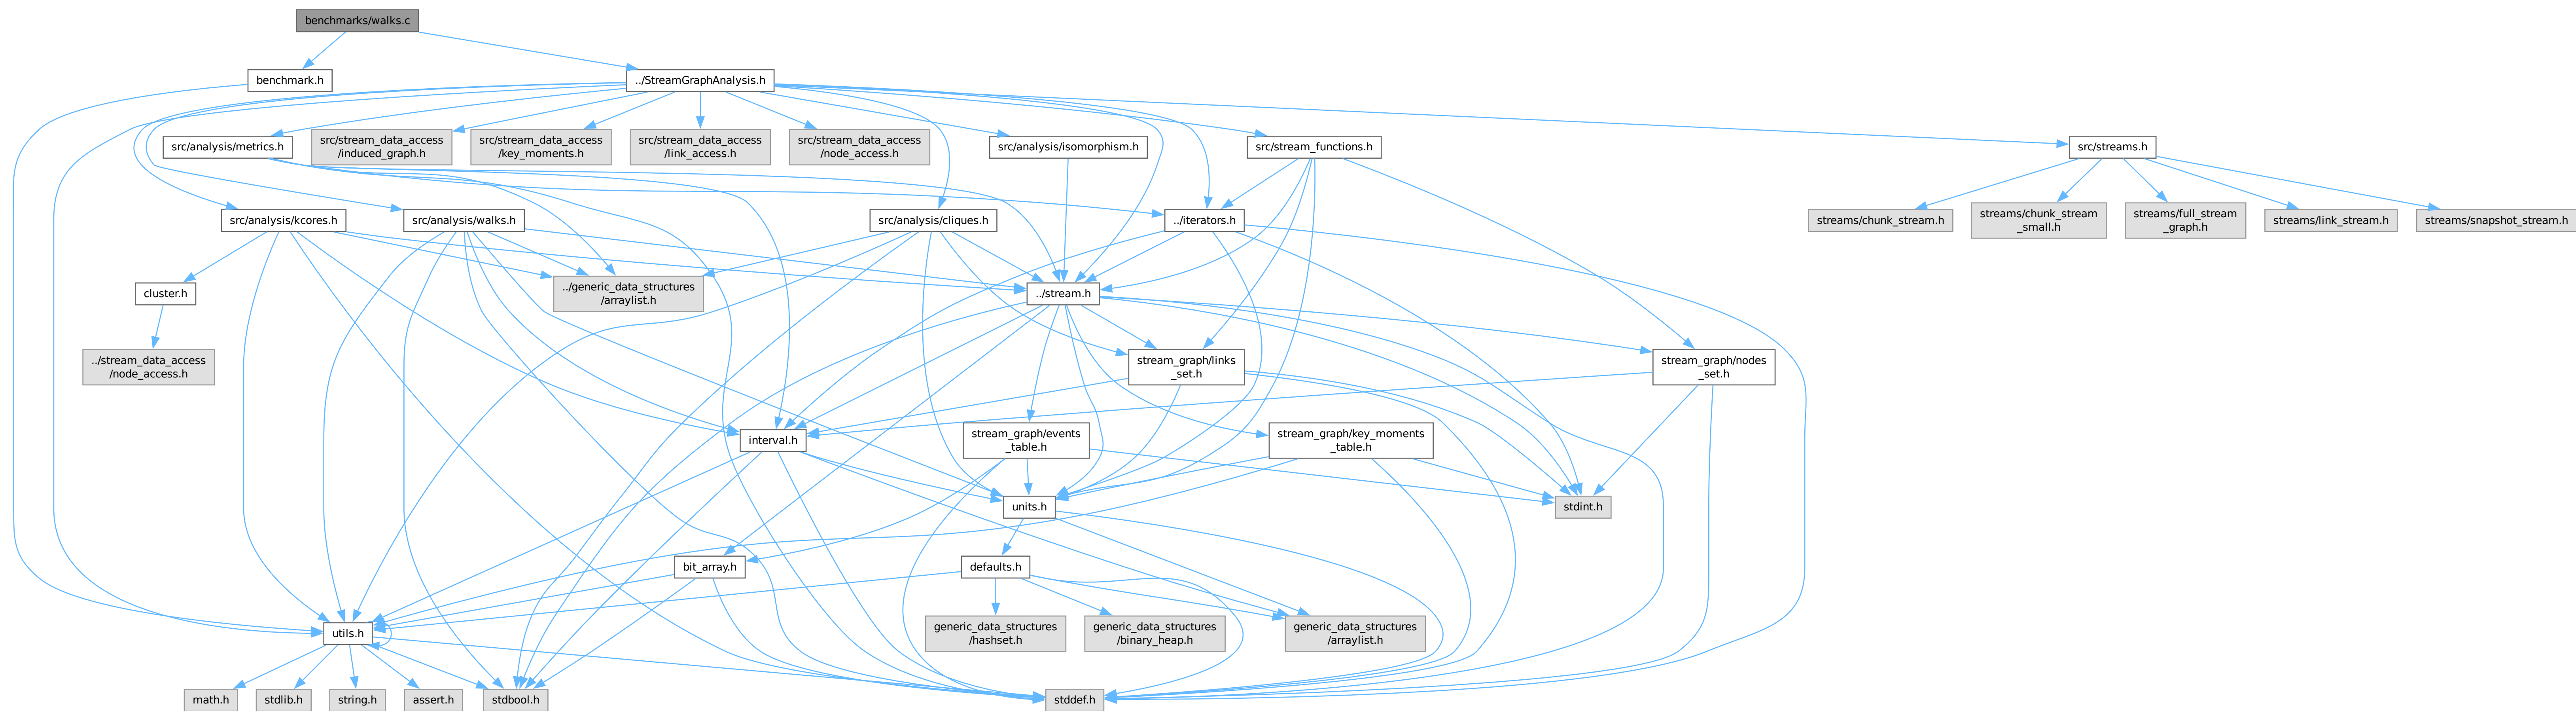 benchmarks/walks.c
benchmark.h
../StreamGraphAnalysis.h
src/analysis/metrics.h
src/stream_data_access
/induced_graph.h
src/stream_data_access
/key_moments.h
src/stream_data_access
/link_access.h
src/stream_data_access
/node_access.h
src/analysis/isomorphism.h
src/stream_functions.h
src/streams.h
src/analysis/kcores.h
src/analysis/walks.h
src/analysis/cliques.h
../iterators.h
streams/chunk_stream.h
streams/chunk_stream
_small.h
streams/full_stream
_graph.h
streams/link_stream.h
streams/snapshot_stream.h
cluster.h
../generic_data_structures
/arraylist.h
../stream.h
../stream_data_access
/node_access.h
stream_graph/links
_set.h
stream_graph/nodes
_set.h
interval.h
stream_graph/events
_table.h
stream_graph/key_moments
_table.h
units.h
stdint.h
bit_array.h
defaults.h
utils.h
generic_data_structures
/hashset.h
generic_data_structures
/binary_heap.h
generic_data_structures
/arraylist.h
math.h
stdlib.h
string.h
assert.h
stdbool.h
stddef.h